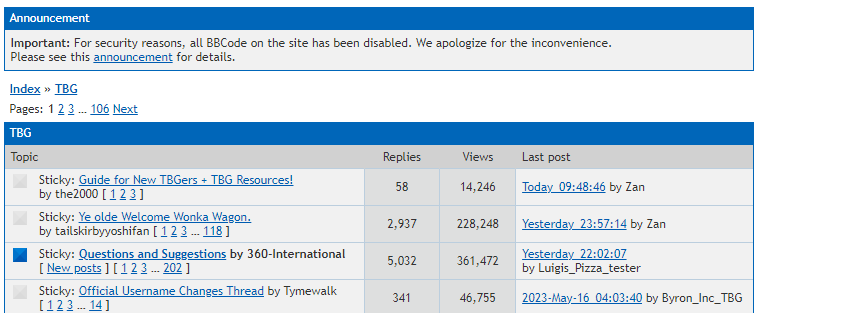 Announcement
Important: For security reasons, all BBCode on the site has been disabled. We apologize for the inconvenience.
Please see this announcement for details.
Index » TBG
Pages: 1 2 3 … 106 Next
TBG
Topic Replies Views Last post
Sticky: Guide for New TBGers + TBG Resources!
by the2000 [ 1 2 3 ]
58 14,246 Today 09:48:46 by Zan
Sticky: Ye olde Welcome Wonka Wagon.
by tailskirbyyoshifan [ 1 2 3 … 118 ]
2,937 228,248 Yesterday 23:57:14 by Zan
Sticky: Questions and Suggestions by 360-International
[ New posts ] [ 1 2 3 … 202 ]
5,032 361,472 Yesterday 22:02:07
by Luigis_Pizza_tester
Sticky: Official Username Changes Thread by Tymewalk
[ 1 2 3 … 14 ]
341 46,755 2023-May-16 04:03:40 by Byron_Inc_TBG